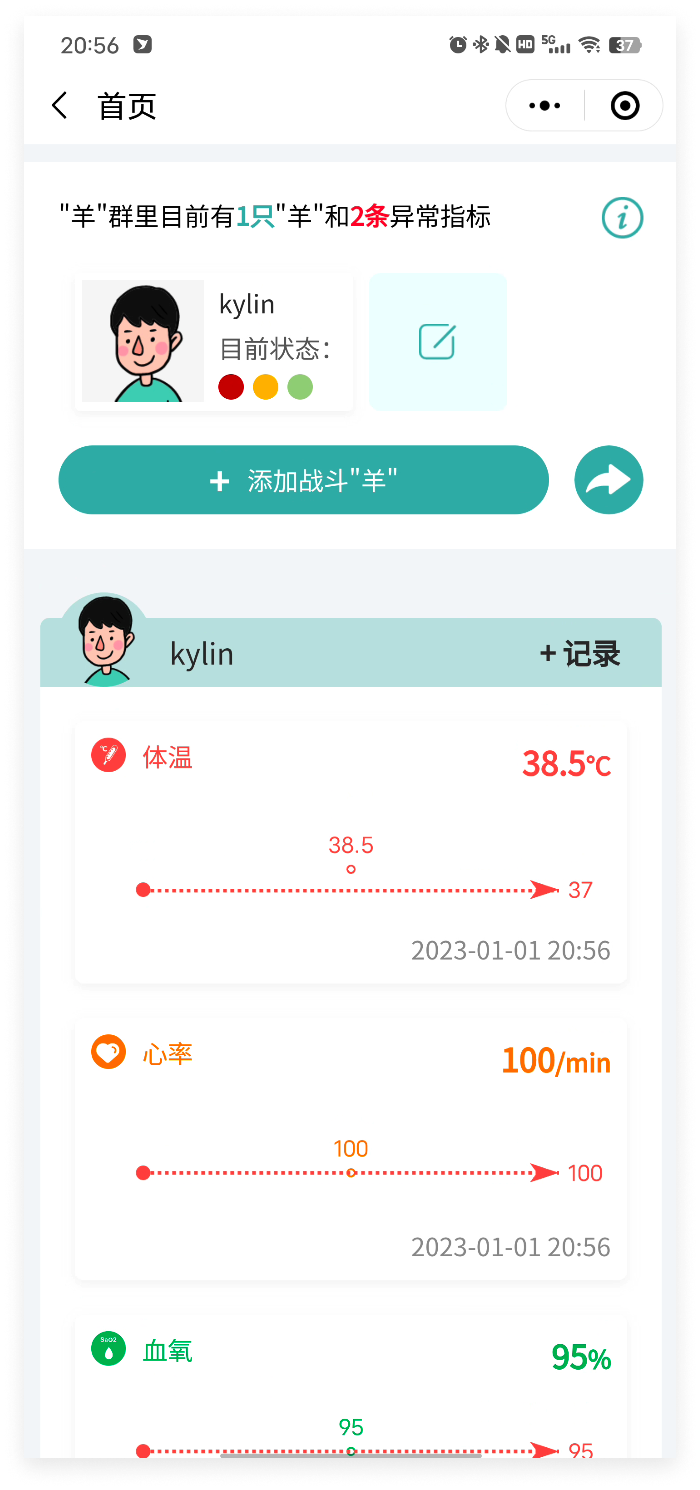 20:56
HD 5G 37
首页
"羊"群里目前有1只"羊"和2条异常指标
i
kylin
目前状态：
+ 添加战斗"羊"
kylin
+ 记录
℃ 体温
38.5℃
38.5
37
2023-01-01 20:56
心率
100/min
100
100
2023-01-01 20:56
血氧
95%
95
95